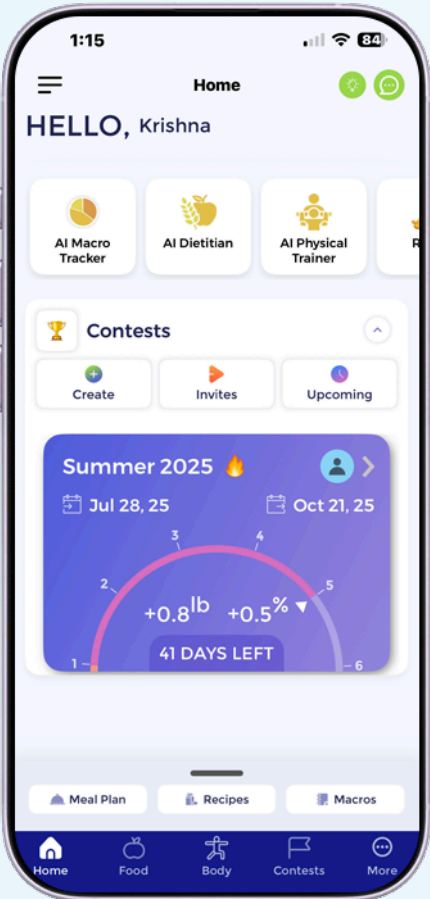 1:15
84
Home
HELLO, Krishna
AI Macro
Tracker
AI Dietitian
AI Physical
Trainer
R
Contests
Create
Invites
Upcoming
Summer 2025
Jul 28, 25
Oct 21, 25
1
2
3
4
5
6
+0.8lb +0.5%
41 DAYS LEFT
Meal Plan
Recipes
Macros
Home
Food
Body
Contests
More